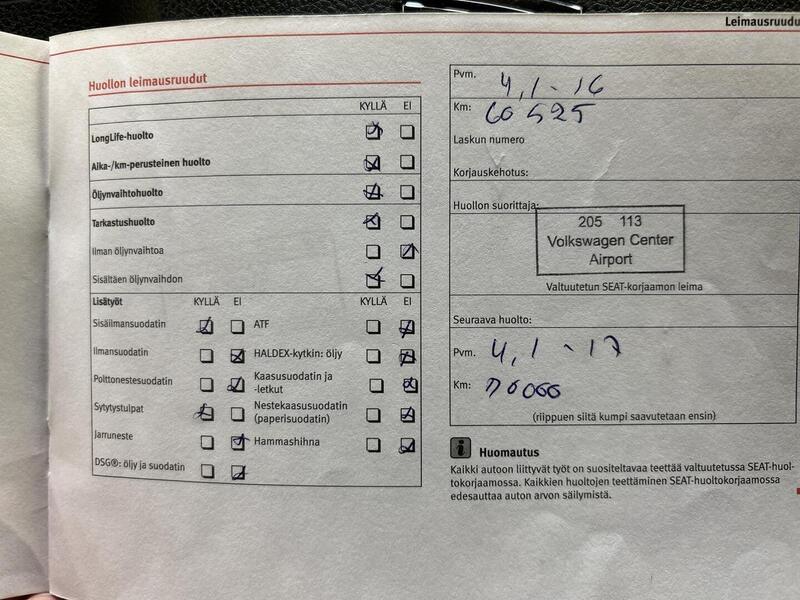 Leimausruudu
Huollon leimausruudut
KYLLÄ EI
LongLife-huolto
Aika-/km-perusteinen huolto
Öljynvaihtohuolto
Tarkastushuolto
Ilman öljynvaihtoa
Sisältäen öljynvaihdon
Lisätyöt KYLLÄ EI KYLLÄ EI
Sisäilmansuodatin ATF
Ilmansuodatin HALDEX-kytkin: öljy
Polttonestesuodatin Kaasusuodatin ja
-letkut
Sytytystulpat Nestekaasusuodatin
(paperisuodatin)
Jarruneste Hammashihna
DSG®: öljy ja suodatin
Pvm. 4,1-16
Km: 60 525
Laskun numero
Korjauskehotus:
Huollon suorittaja:
205 113
Volkswagen Center
Airport
Valtuutetun SEAT-korjaamon leima
Seuraava huolto:
Pvm. 4,1-17
Km:
(riippuen siitä kumpi saavutetaan ensin)
i Huomautus
Kaikki autoon liittyvät työt on suositeltavaa teettää valtuutetussa SEAT-huol-
tokorjaamossa. Kaikkien huoltojen teettäminen SEAT-huoltokorjaamossa
edesauttaa auton arvon säilymistä.